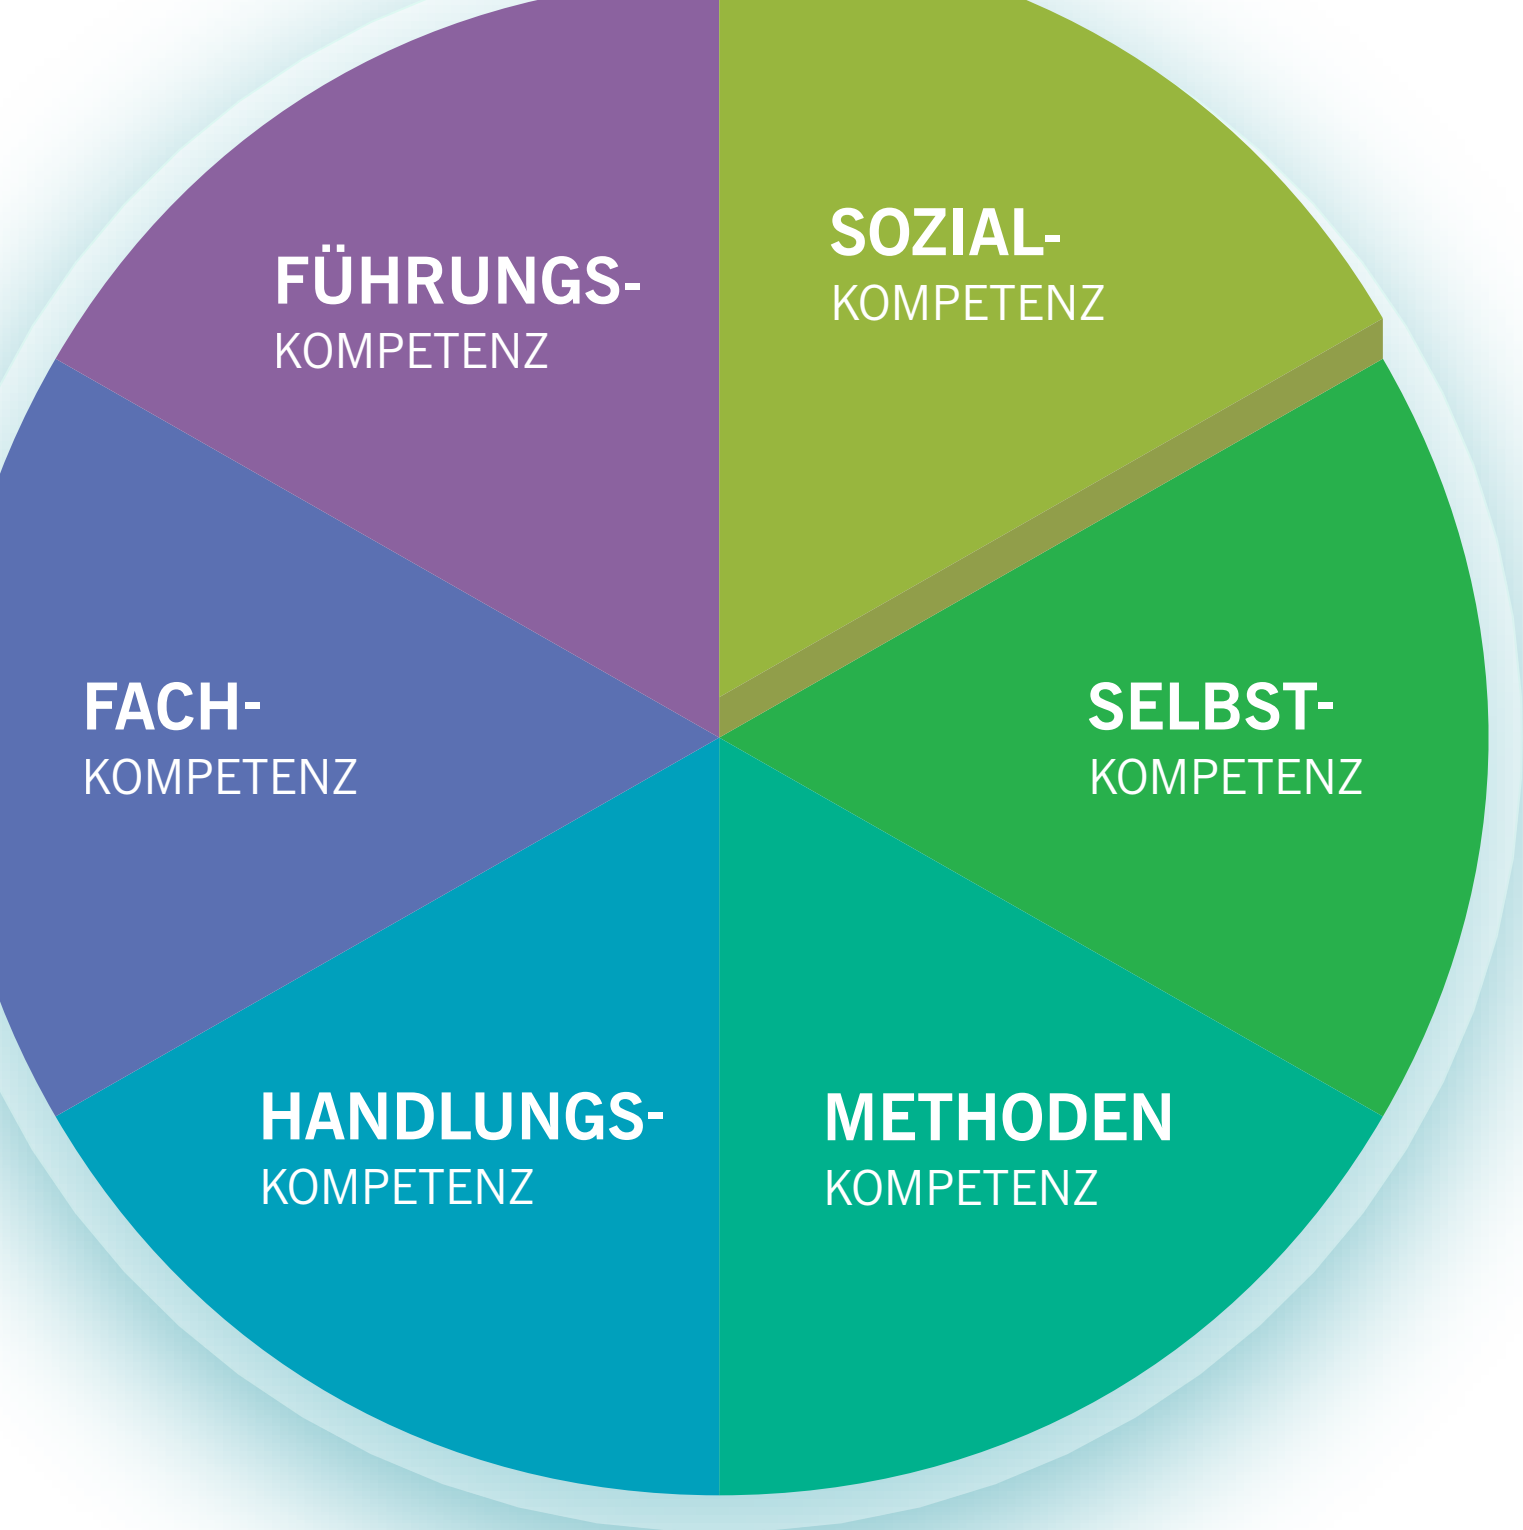 FÜHRUNGS-
KOMPETENZ
SOZIAL-
KOMPETENZ
FACH-
KOMPETENZ
SELBST-
KOMPETENZ
HANDLUNGS-
KOMPETENZ
METHODEN
KOMPETENZ